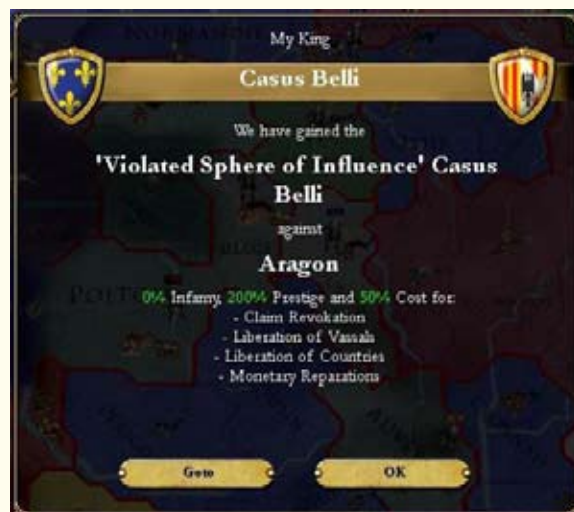 My King
Casus Belli
We have gained the
'Violated Sphere of Influence' Casus
Belli
against
Aragon
0% Infamy, 200% Prestige and 50% Cost for:
- Claim Revokation
- Liberation of Vassals
- Liberation of Countries
- Monetary Reparations
Goto
OK